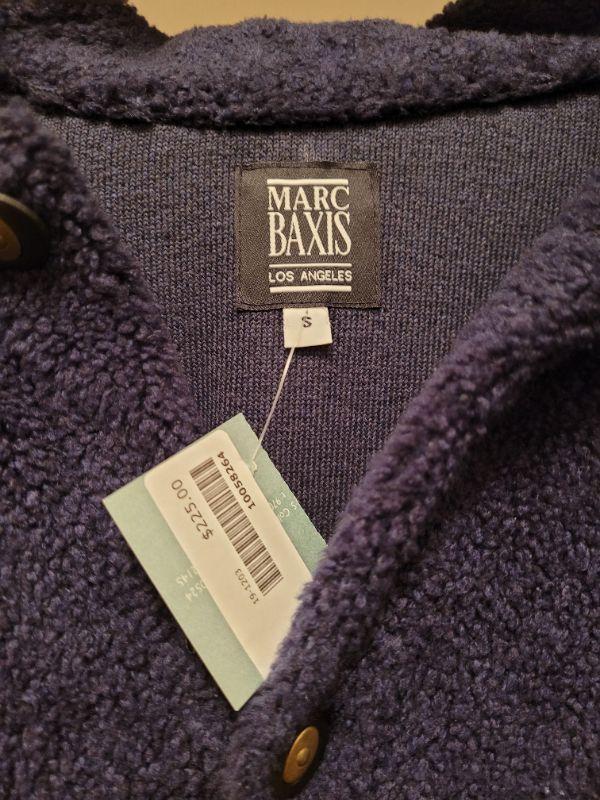 MARC
BAXIS
LOS ANGELES
S
10058264
$225.00
19-1203